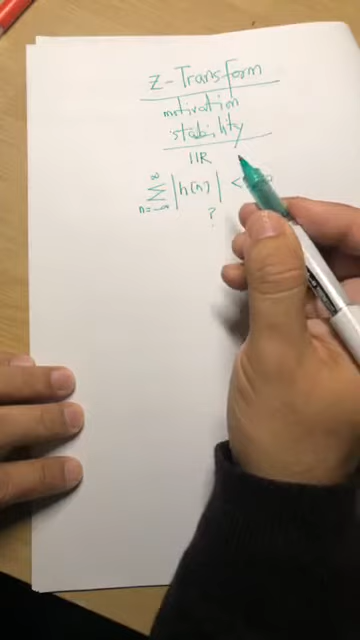 z-Transform
motivation
stability
IIR
∞
∑ |h(n)| <
n=-∞
?